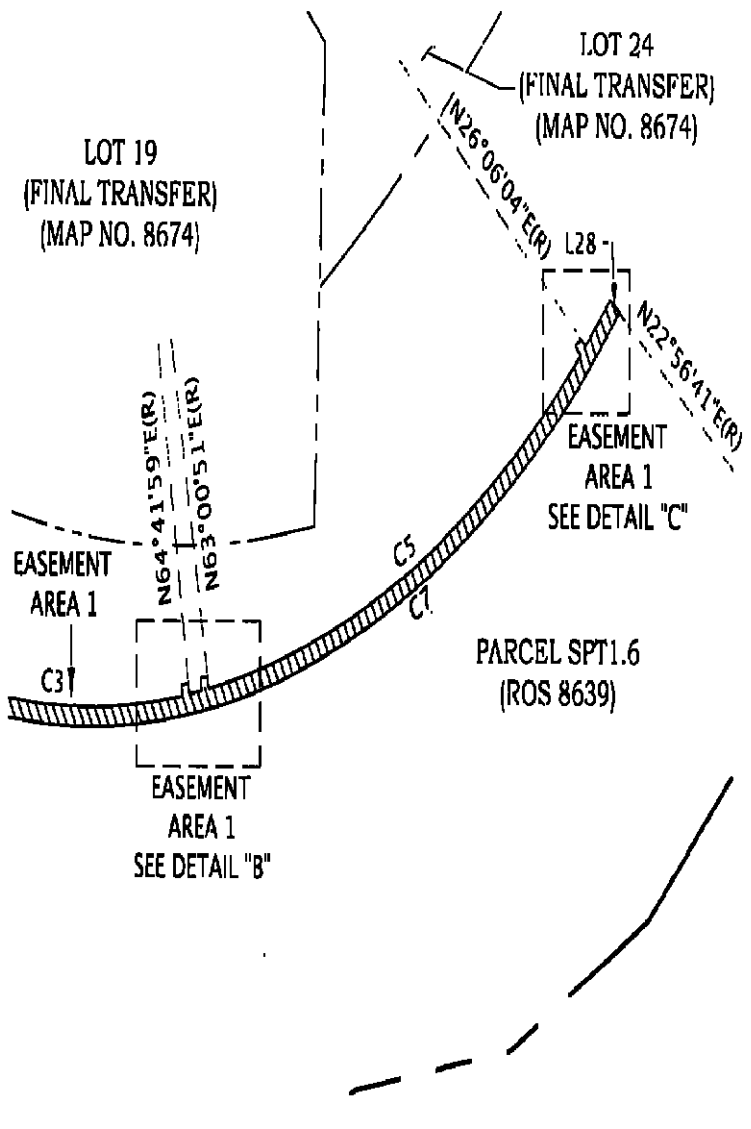 LOT 24
(FINAL TRANSFER)
(MAP NO. 8674)
LOT 19
(FINAL TRANSFER)
(MAP NO. 8674)
N26°06'04"E(R)
L28
N22°56'41"E(R)
N64°41'59"E(R)
N63°00'51"E(R)
EASEMENT
AREA 1
SEE DETAIL "C"
EASEMENT
AREA 1
C5
C7
C3
PARCEL SPT1.6
(ROS 8639)
EASEMENT
AREA 1
SEE DETAIL "B"